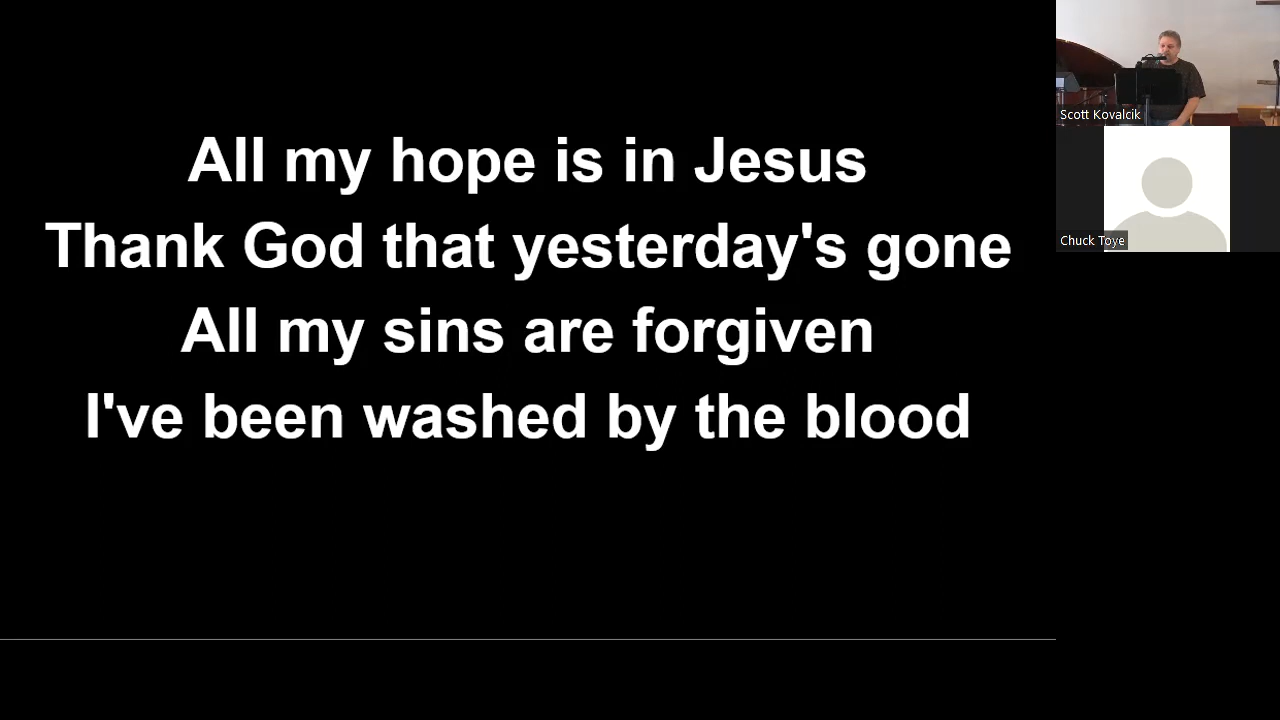 All my hope is in Jesus
Thank God that yesterday's gone
All my sins are forgiven
I've been washed by the blood
Scott Kovalcik
Chuck Toye